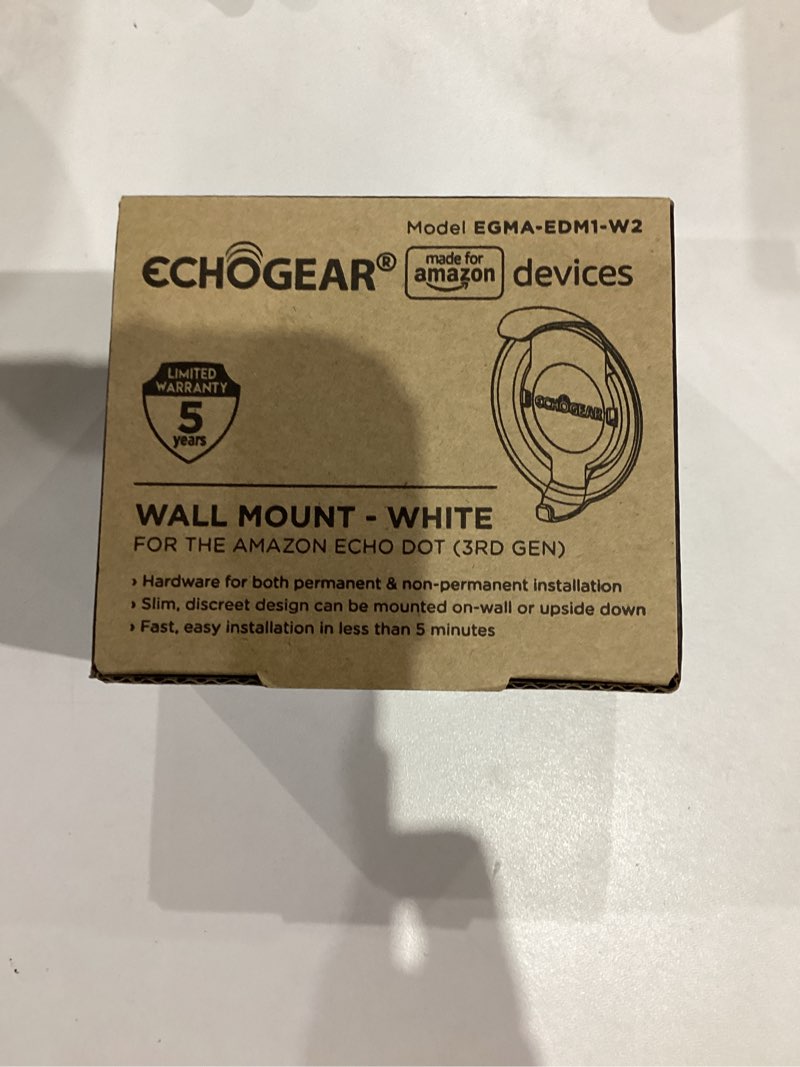 Model EGMA-EDM1-W2
ECHOGEAR® made for amazon devices
LIMITED
WARRANTY
5
years
ECHOGEAR
WALL MOUNT - WHITE
FOR THE AMAZON ECHO DOT (3RD GEN)
› Hardware for both permanent & non-permanent installation
› Slim, discreet design can be mounted on-wall or upside down
› Fast, easy installation in less than 5 minutes